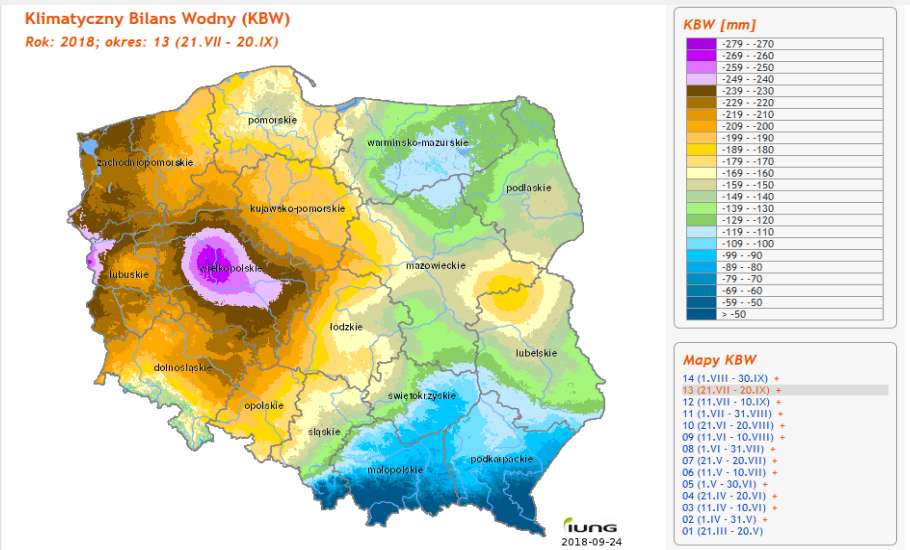 Klimatyczny Bilans Wodny (KBW)
Rok: 2018; okres: 13 (21.VII - 20.IX)
pomorskie
warmińsko-mazurskie
zachodniopomorskie
podlaskie
kujawsko-pomorskie
mazowieckie
wielkopolskie
lubuskie
łódzkie
lubelskie
dolnośląskie
świętokrzyskie
opolskie
śląskie
podkarpackie
małopolskie
IUNG
2018-09-24
KBW [mm]
-279 - -270
-269 - -260
-259 - -250
-249 - -240
-239 - -230
-229 - -220
-219 - -210
-209 - -200
-199 - -190
-189 - -180
-179 - -170
-169 - -160
-159 - -150
-149 - -140
-139 - -130
-129 - -120
-119 - -110
-109 - -100
-99 - -90
-89 - -80
-79 - -70
-69 - -60
-59 - -50
> -50
Mapy KBW
14 (1.VIII - 30.IX) +
13 (21.VII - 20.IX) +
12 (11.VII - 10.IX) +
11 (1.VII - 31.VIII) +
10 (21.VI - 20.VIII) +
09 (11.VI - 10.VIII) +
08 (1.VI - 31.VII) +
07 (21.V - 20.VII) +
06 (11.V - 10.VII) +
05 (1.V - 30.VI) +
04 (21.IV - 20.VI) +
03 (11.IV - 10.VI) +
02 (1.IV - 31.V) +
01 (21.III - 20.V)